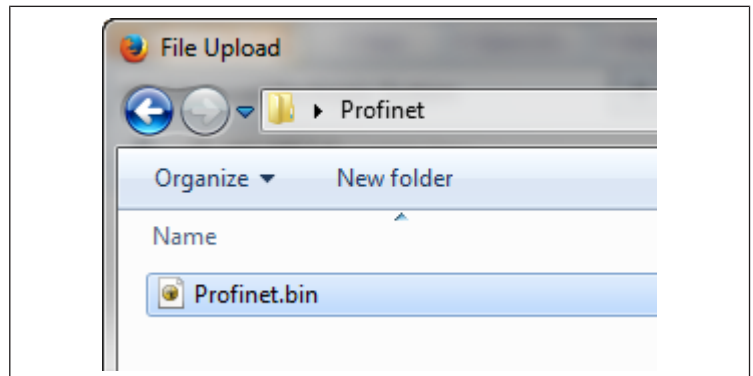 File Upload
Profinet
Organize New folder
Name
Profinet.bin